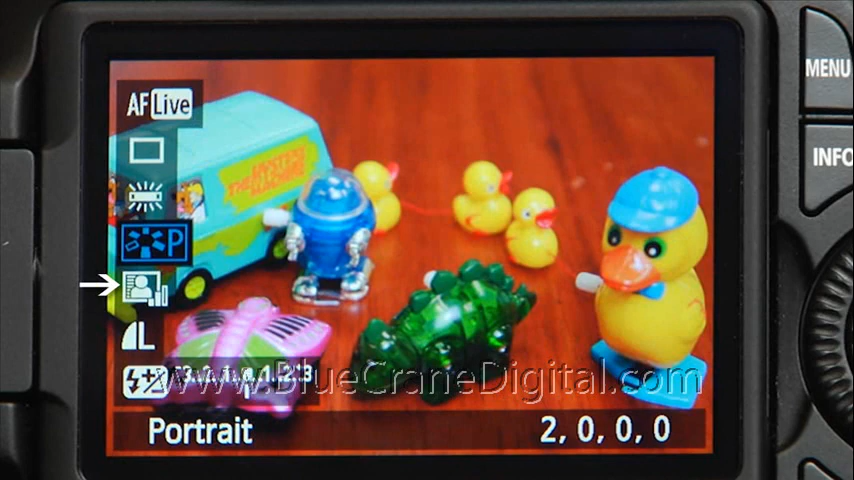 AF Live
MENU
INFO
THE MYSTERY
MACHINE
P
L
www.BlueCraneDigital.com
Portrait 2, 0, 0, 0